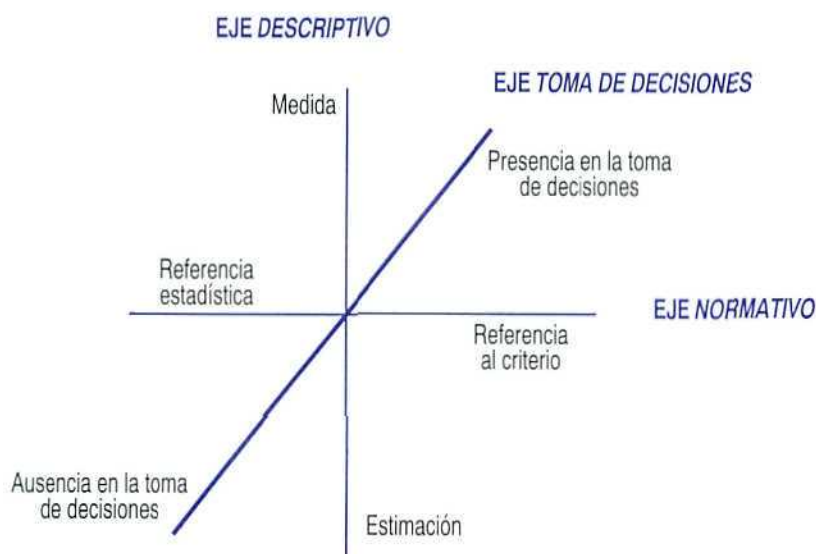 EJE DESCRIPTIVO
EJE TOMA DE DECISIONES
Medida
Presencia en la toma
de decisiones
Referencia
estadística
EJE NORMATIVO
Referencia
al criterio
Ausencia en la toma
de decisiones
Estimación